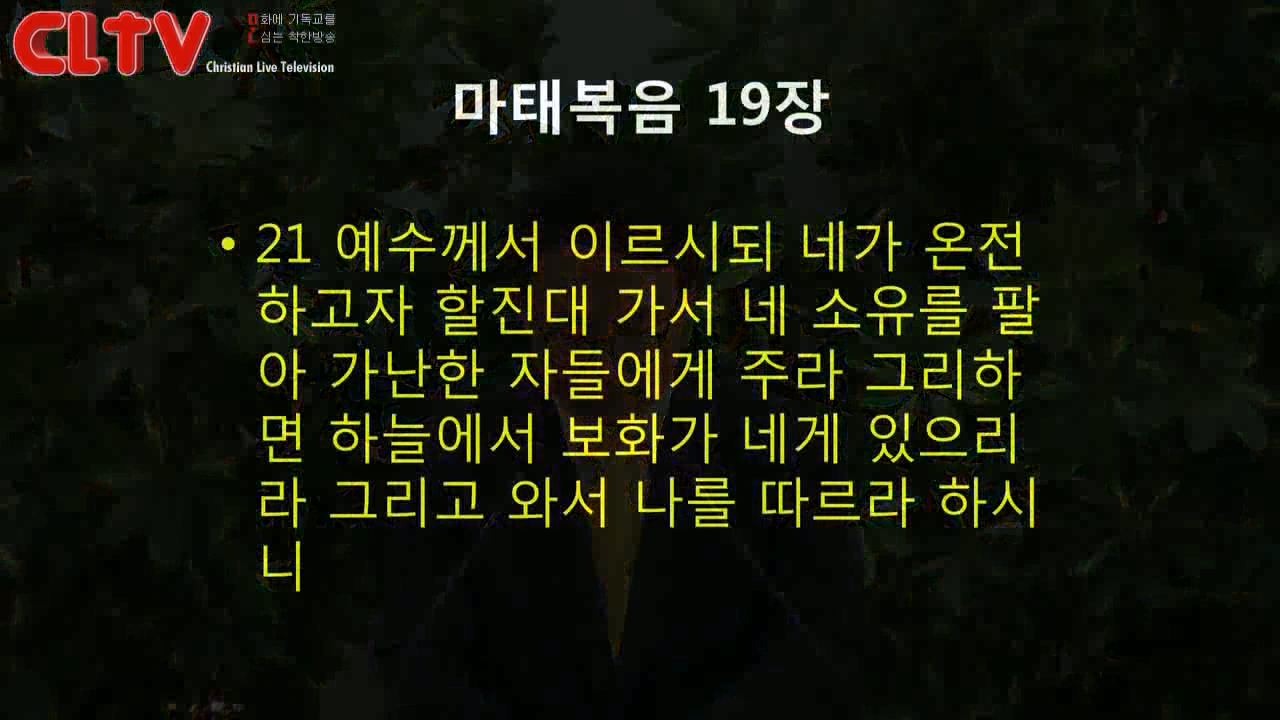 CLTV
문화에 기독교를
심는 착한방송
Christian Live Television
마태복음 19장
• 21 예수께서 이르시되 네가 온전
하고자 할진대 가서 네 소유를 팔
아 가난한 자들에게 주라 그리하
면 하늘에서 보화가 네게 있으리
라 그리고 와서 나를 따르라 하시
니